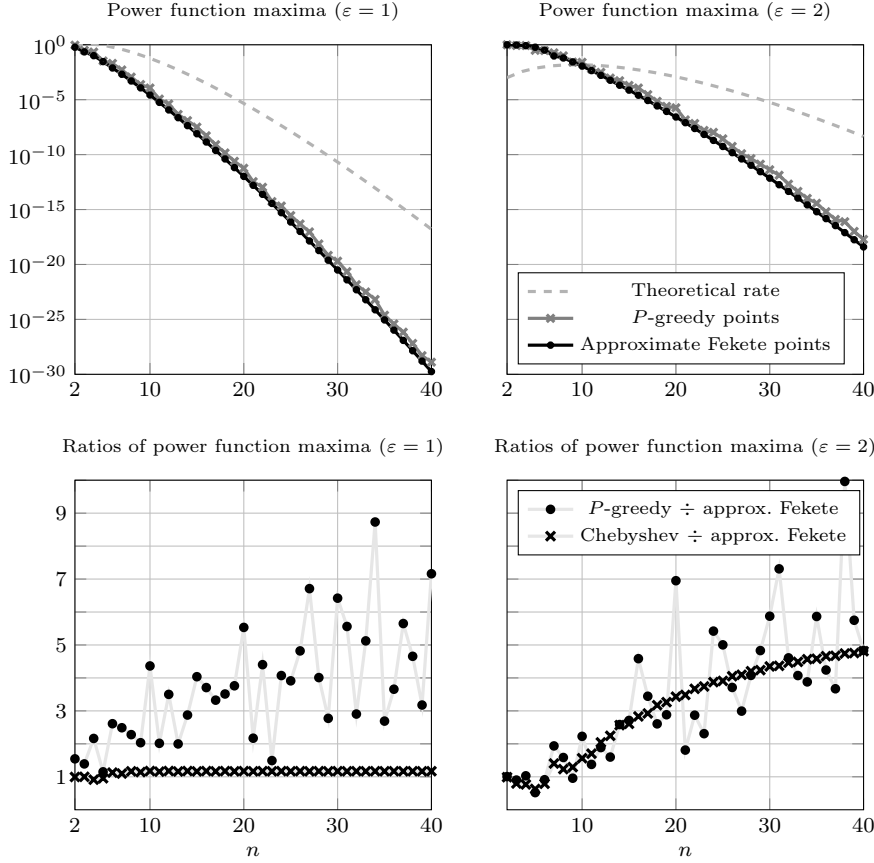 Power function maxima (ε = 1)
Power function maxima (ε = 2)
10^0
10^−5
10^−10
10^−15
10^−20
10^−25
10^−30
2 10 20 30 40
2 10 20 30 40
Theoretical rate
P-greedy points
Approximate Fekete points
Ratios of power function maxima (ε = 1)
Ratios of power function maxima (ε = 2)
9
7
5
3
1
2 10 20 30 40
n
P-greedy ÷ approx. Fekete
Chebyshev ÷ approx. Fekete
2 10 20 30 40
n